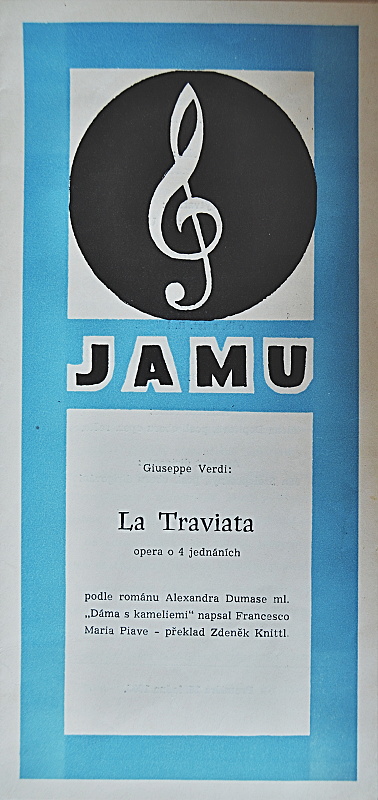 JAMU
Giuseppe Verdi:
La Traviata
opera o 4 jednáních
podle románu Alexandra Dumase ml.
„Dáma s kameliemi“ napsal Francesco
Maria Piave – překlad Zdeněk Knittl.